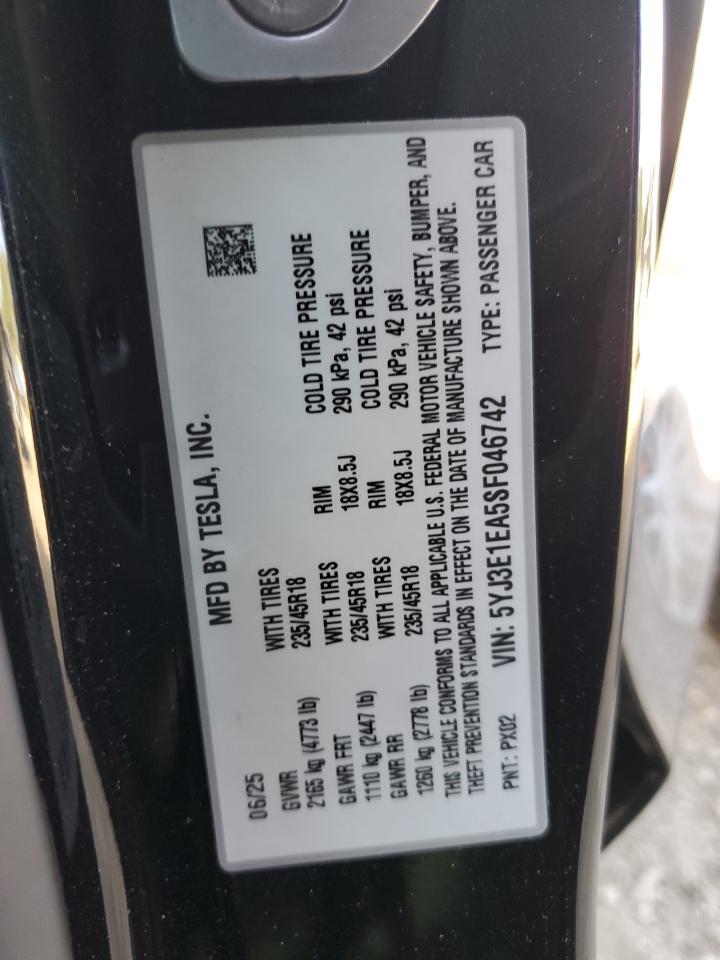 MFD BY TESLA, INC.
06/25
GVWR WITH TIRES
2165 kg (4773 lb) 235/45R18
GAWR FRT WITH TIRES RIM COLD TIRE PRESSURE
1110 kg (2447 lb) 235/45R18 18X8.5J 290 kPa, 42 psi
GAWR RR WITH TIRES RIM COLD TIRE PRESSURE
1260 kg (2778 lb) 235/45R18 18X8.5J 290 kPa, 42 psi
THIS VEHICLE CONFORMS TO ALL APPLICABLE U.S. FEDERAL MOTOR VEHICLE SAFETY, BUMPER, AND
THEFT PREVENTION STANDARDS IN EFFECT ON THE DATE OF MANUFACTURE SHOWN ABOVE.
PNT: PX02 VIN: 5YJ3E1EA5SF046742 TYPE: PASSENGER CAR